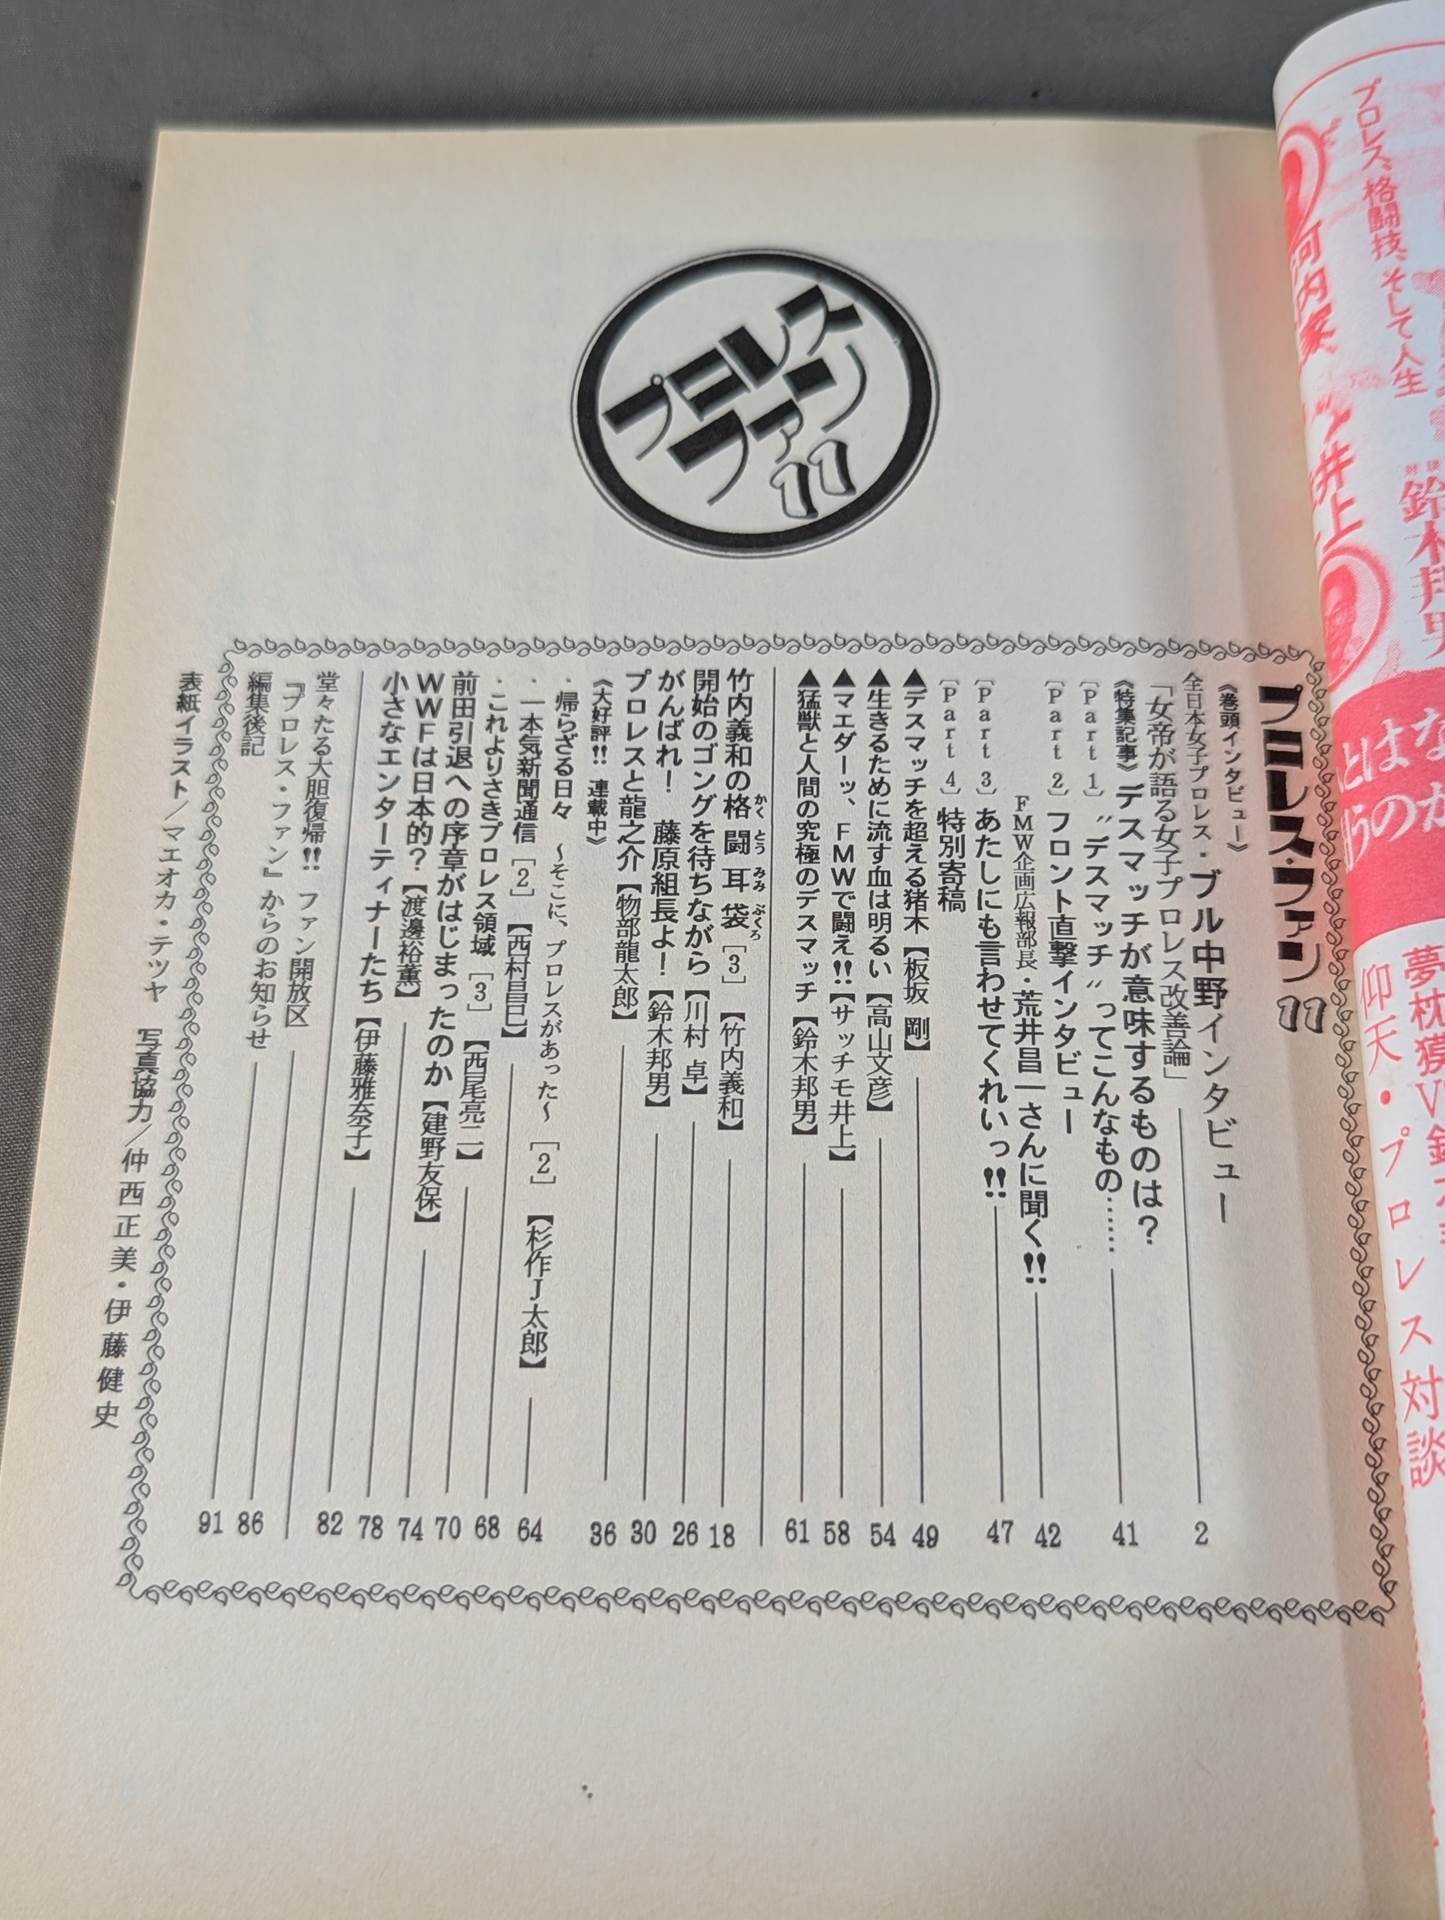 プロレス
ファン
11
プロレス・ファン11
《巻頭インタビュー》
全日本女子プロレス・ブル中野インタビュー
「女帝が語る女子プロレス改善論」 2
《特集記事》デスマッチが意味するものは?
〔Part 1〕〝デスマッチ〟ってこんなもの…… 41
〔Part 2〕フロント直撃インタビュー
FMW企画広報部長・荒井昌一さんに聞く!! 42
〔Part 3〕あたしにも言わせてくれいっ!! 47
〔Part 4〕特別寄稿
▲デスマッチを超える猪木【板坂 剛】 49
▲生きるために流す血は明るい【高山文彦】 54
▲マエダーッ、FMWで闘え!!【サッチモ井上】 58
▲猛獣と人間の究極のデスマッチ【鈴木邦男】 61
竹内義和の格闘耳袋［3］【竹内義和】 18
かくとうみみぶくろ
開始のゴングを待ちながら【川村 卓】 26
がんばれ! 藤原組長よ!【鈴木邦男】 30
プロレスと龍之介【物部龍太郎】 36
《大好評!! 連載中》
・帰らざる日々 〜そこに、プロレスがあった〜［2］【杉作J太郎】 64
・一本気新聞通信［2］【西村昌巳】 68
・これよりさきプロレス領域［3］【西尾亮二】 70
前田引退への序章がはじまったのか【建野友保】 74
WWFは日本的?【渡邊裕薫】 78
小さなエンターティナーたち【伊藤雅奈子】 82
堂々たる大胆復帰!! ファン開放区 86
『プロレス・ファン』からのお知らせ
編集後記 91
表紙イラスト/マエオカ・テツヤ 写真協力/仲西正美・伊藤健史
プロレス、格闘技、そして人生
河内家
井上
対談
鈴木邦男
とはな
夢枕獏VS鈴木
仰天・プロレス対談